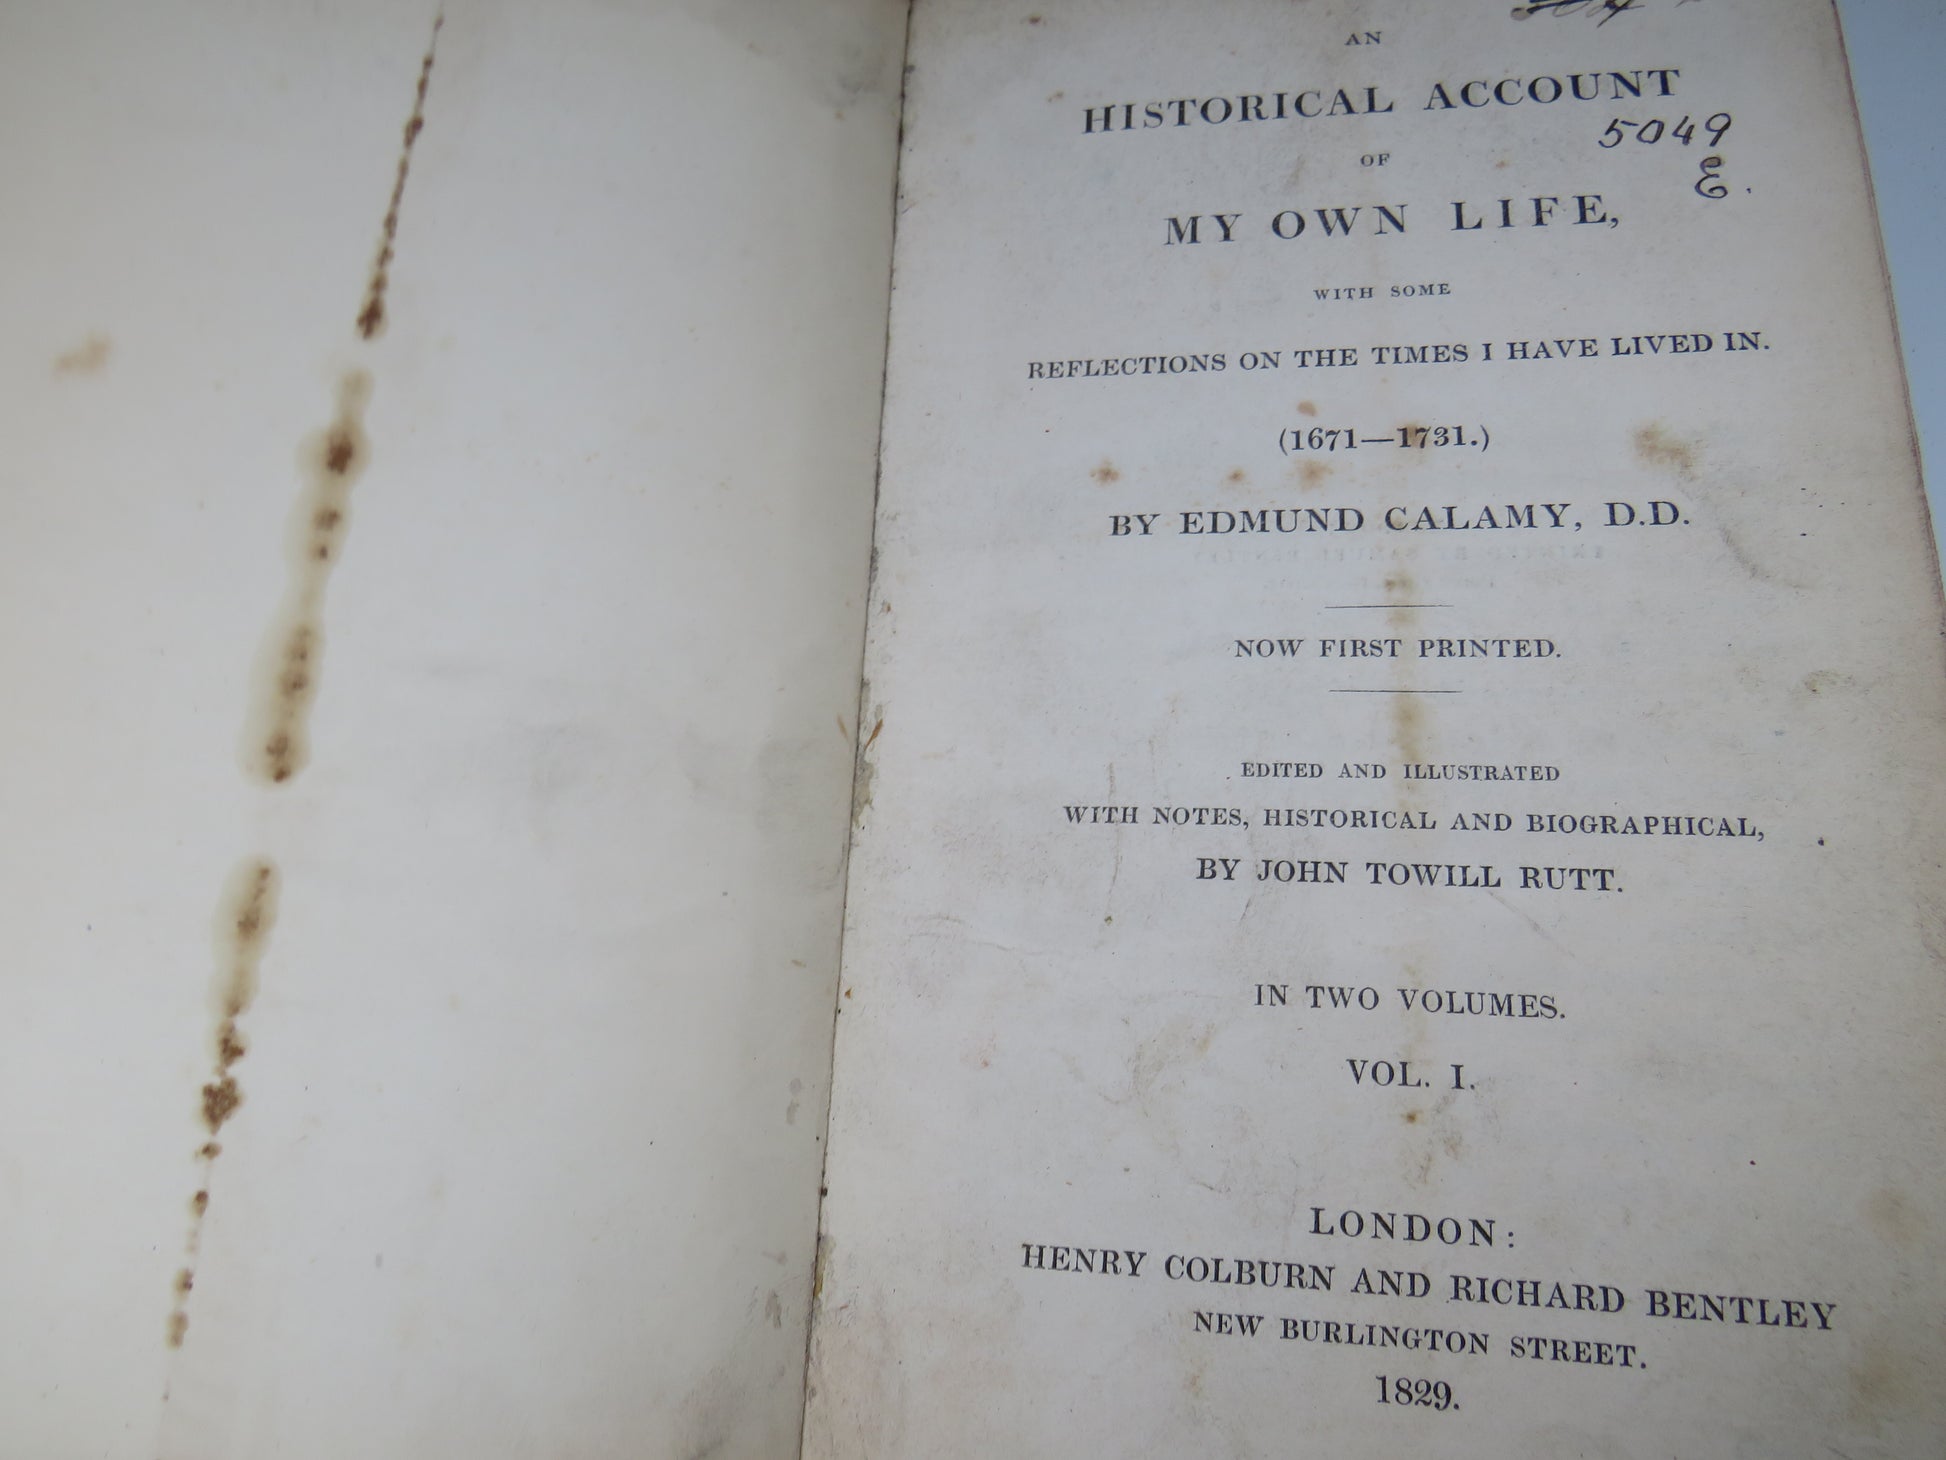 AN
HISTORICAL ACCOUNT
5049
OF
E.
MY OWN LIFE,
WITH SOME
REFLECTIONS ON THE TIMES I HAVE LIVED IN.
(1671—1731.)
BY EDMUND CALAMY, D.D.
NOW FIRST PRINTED.
EDITED AND ILLUSTRATED
WITH NOTES, HISTORICAL AND BIOGRAPHICAL,
BY JOHN TOWILL RUTT.
IN TWO VOLUMES.
VOL. I.
LONDON:
HENRY COLBURN AND RICHARD BENTLEY
NEW BURLINGTON STREET.
1829.